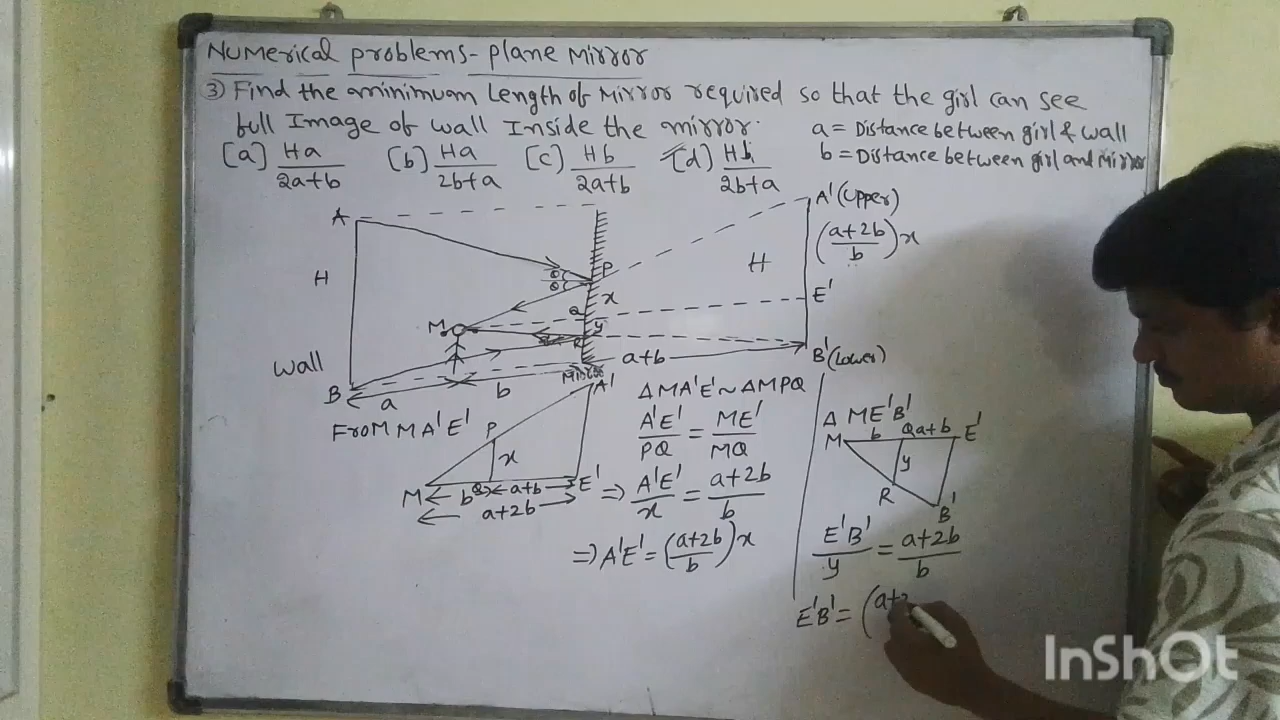 Numerical problems - plane Mirror
③ Find the minimum Length of Mirror required so that the girl can see
full Image of wall Inside the mirror.
a = Distance between girl & wall
b = Distance between girl and Mirror
[a] Ha/2a+b [b] Ha/2b+a [c] Hb/2a+b [d] Hb/2b+a
A
A' (Upper)
(a+2b/b)x
H
H
P
θ
θ
x
Q
E'
M
y
R
wall
a+b
B' (Lower)
B
a
b
Mirror
From MA'E'
A'
P
x
M
b
Q
a+b
E'
a+2b
Δ MA'E' ~ Δ MPQ
A'E'/PQ = ME'/MQ
⇒ A'E'/x = a+2b/b
⇒ A'E' = (a+2b/b)x
Δ ME'B'
M
b
Q
a+b
E'
y
R
B'
E'B'/y = a+2b/b
E'B' = (a+2
InShOt